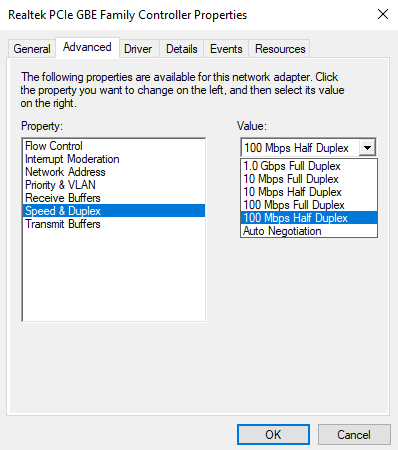 Realtek PCIe GBE Family Controller Properties
General Advanced Driver Details Events Resources
The following properties are available for this network adapter. Click
the property you want to change on the left, and then select its value
on the right.
Property:
Flow Control
Interrupt Moderation
Network Address
Priority & VLAN
Receive Buffers
Speed & Duplex
Transmit Buffers
Value:
100 Mbps Half Duplex
1.0 Gbps Full Duplex
10 Mbps Full Duplex
10 Mbps Half Duplex
100 Mbps Full Duplex
100 Mbps Half Duplex
Auto Negotiation
OK Cancel